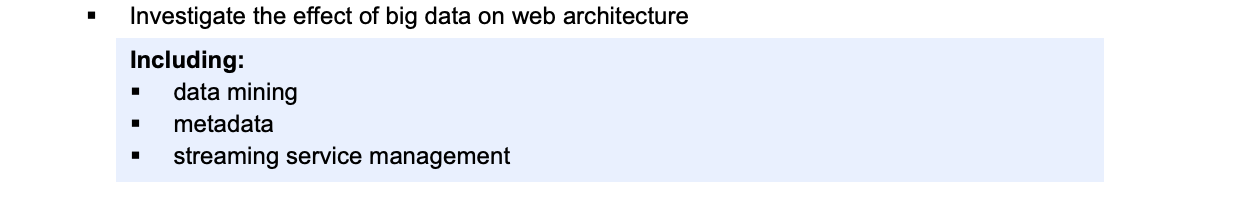 ▪ Investigate the effect of big data on web architecture
Including:
▪ data mining
▪ metadata
▪ streaming service management